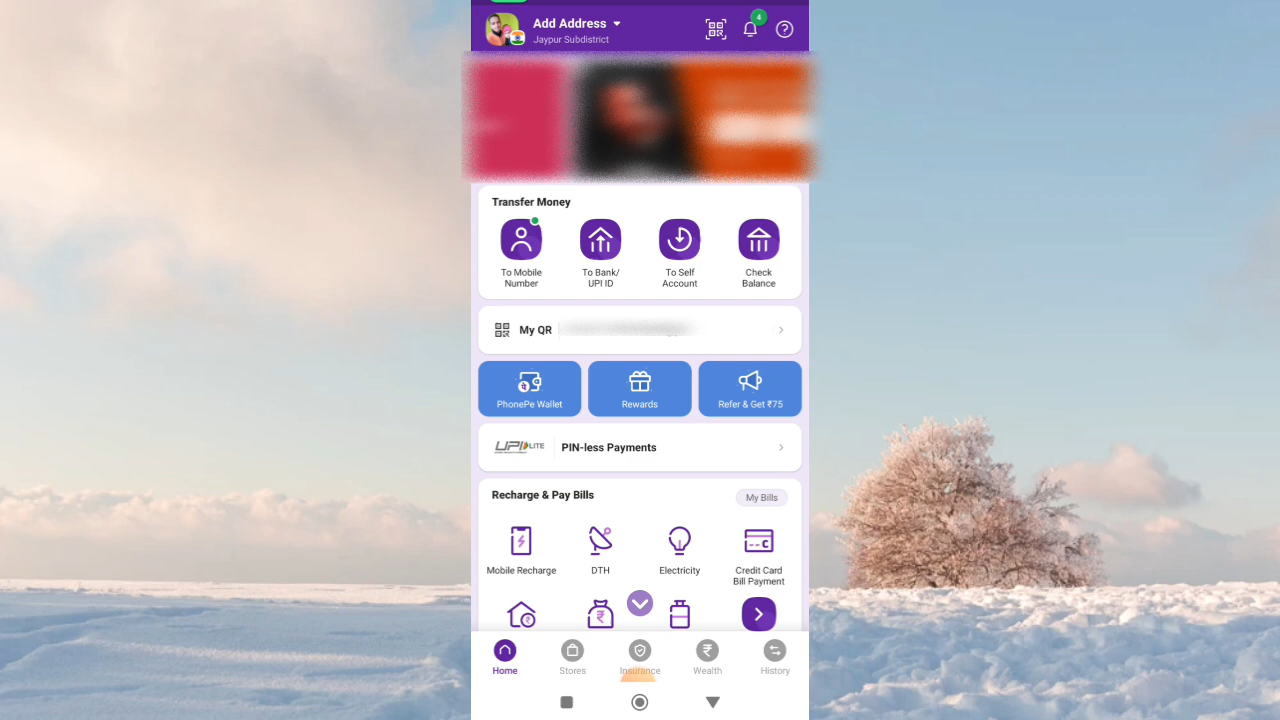 Add Address
Jaypur Subdistrict
4
Transfer Money
To Mobile Number
To Bank/ UPI ID
To Self Account
Check Balance
My QR
PhonePe Wallet
Rewards
Refer & Get ₹75
UPI LITE
PIN-less Payments
Recharge & Pay Bills
My Bills
Mobile Recharge
DTH
Electricity
Credit Card Bill Payment
Home
Stores
Insurance
Wealth
History